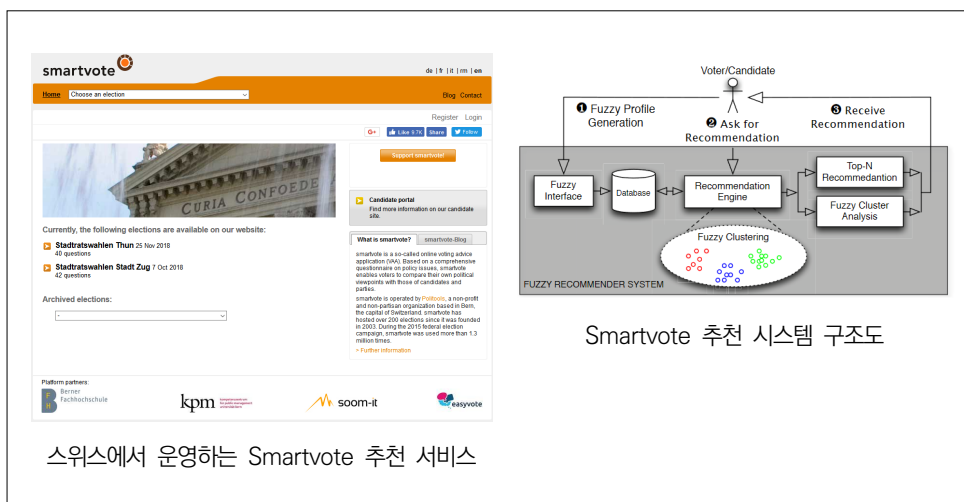 smartvote
de | fr | it | rm | en
Home Choose an election
Blog Contact
Register Login
G+ Like 9.7K Share Follow
Support smartvote!
CURIA CONFOEDE
Candidate portal
Find more information on our candidate
site.
Currently, the following elections are available on our website:
Stadtratswahlen Thun 25 Nov 2018
40 questions
Stadtratswahlen Stadt Zug 7 Oct 2018
42 questions
Archived elections:
-
What is smartvote? smartvote-Blog
smartvote is a so-called online voting advice
application (VAA). Based on a comprehensive
questionnaire on policy issues, smartvote
enables voters to compare their own political
viewpoints with those of candidates and
parties.
smartvote is operated by Politools, a non-profit
and non-partisan organization based in Bern,
the capital of Switzerland. smartvote has
hosted over 200 elections since it was founded
in 2003. During the 2015 federal election
campaign, smartvote was used more than 1.3
million times.
» Further information
Platform partners:
B F H
Berner
Fachhochschule
kpm
soom-it
easyvote
스위스에서 운영하는 Smartvote 추천 서비스
Voter/Candidate
❶ Fuzzy Profile
Generation
❷ Ask for
Recommendation
❸ Receive
Recommendation
Fuzzy
Interface
Database
Recommendation
Engine
Top-N
Recommedantion
Fuzzy Cluster
Analysis
Fuzzy Clustering
FUZZY RECOMMENDER SYSTEM
Smartvote 추천 시스템 구조도